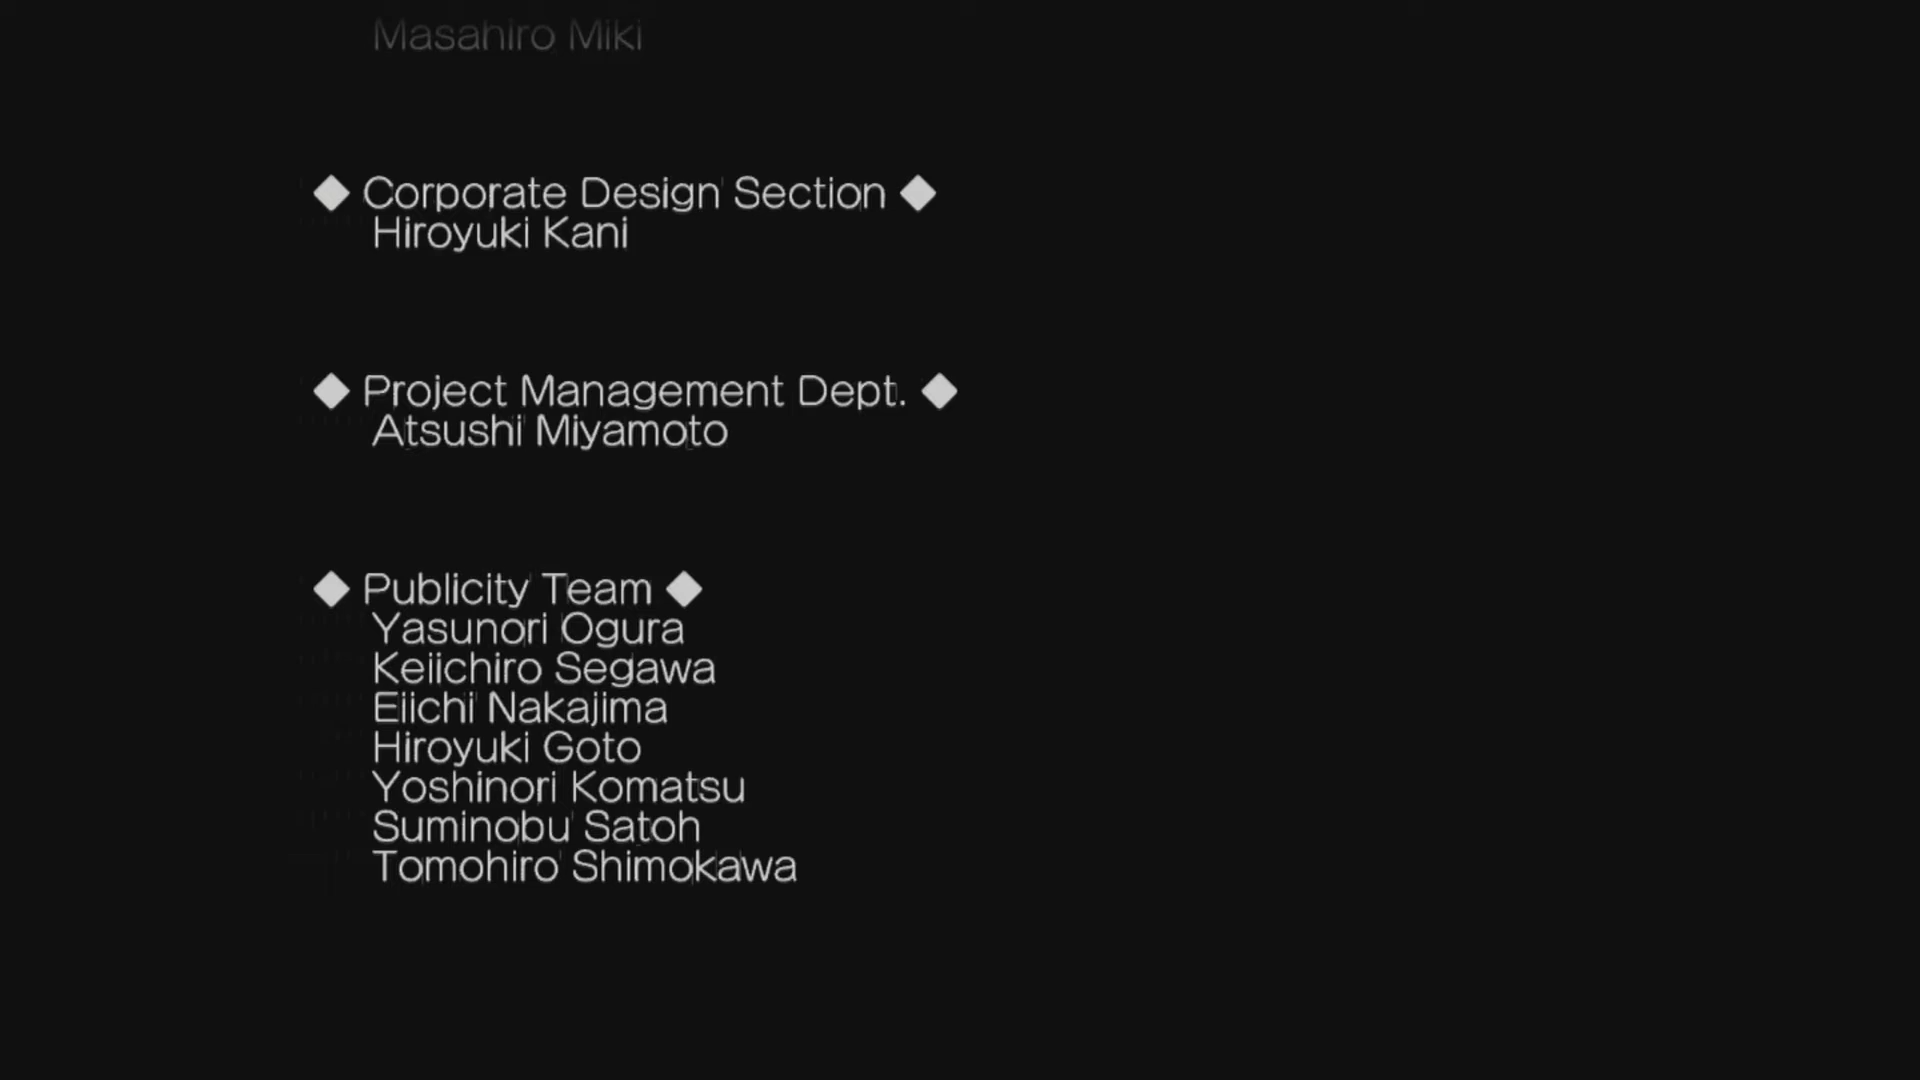 Masahiro Miki
◆ Corporate Design Section ◆
Hiroyuki Kani
◆ Project Management Dept. ◆
Atsushi Miyamoto
◆ Publicity Team ◆
Yasunori Ogura
Keiichiro Segawa
Eiichi Nakajima
Hiroyuki Goto
Yoshinori Komatsu
Suminobu Satoh
Tomohiro Shimokawa